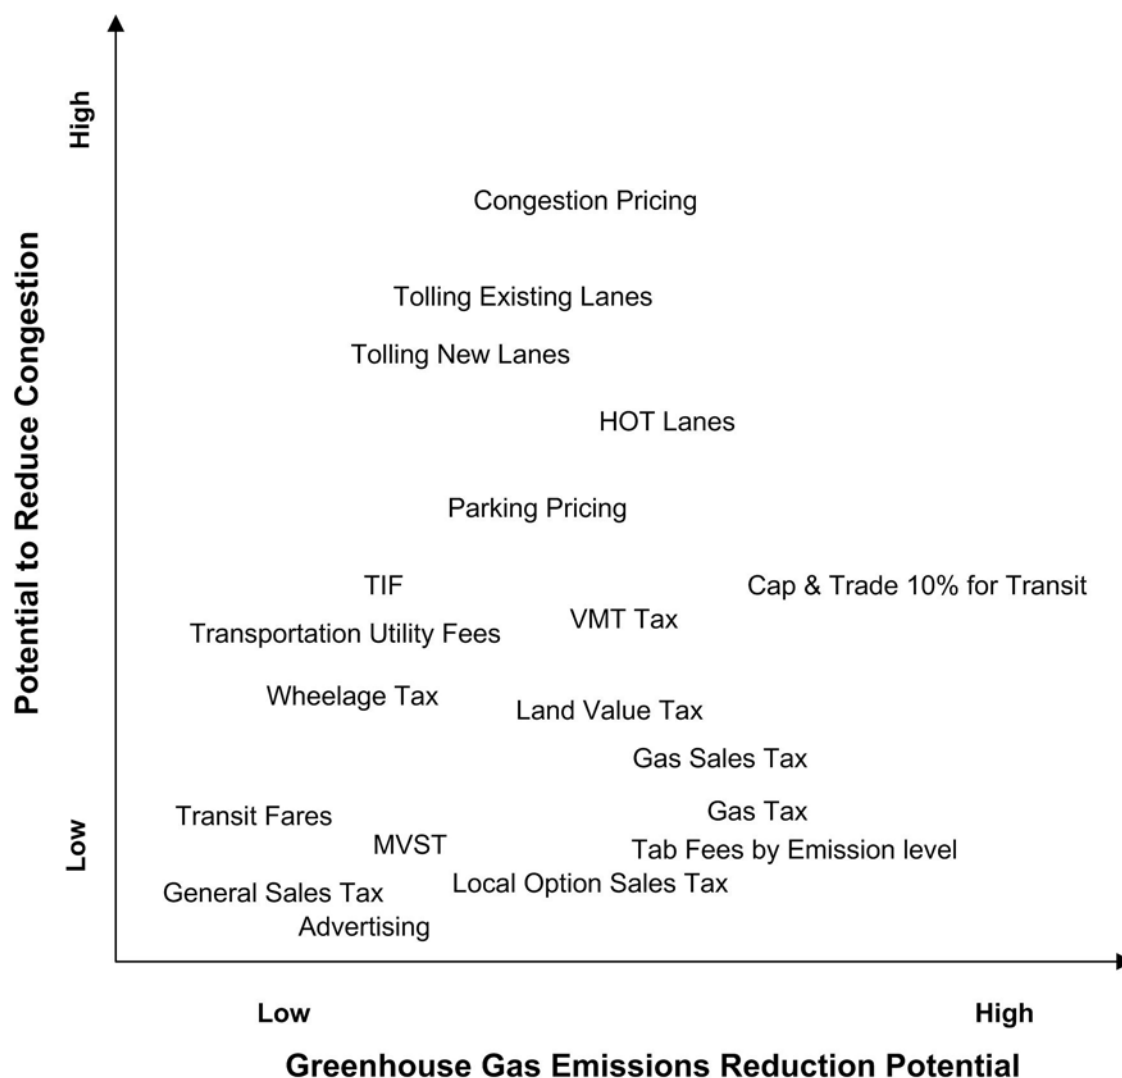 High
Congestion Pricing
Tolling Existing Lanes
Tolling New Lanes
HOT Lanes
Potential to Reduce Congestion
Parking Pricing
TIF
Cap & Trade 10% for Transit
VMT Tax
Transportation Utility Fees
Wheelage Tax
Land Value Tax
Gas Sales Tax
Gas Tax
Transit Fares
Low
MVST
Tab Fees by Emission level
Local Option Sales Tax
General Sales Tax
Advertising
Low
High
Greenhouse Gas Emissions Reduction Potential